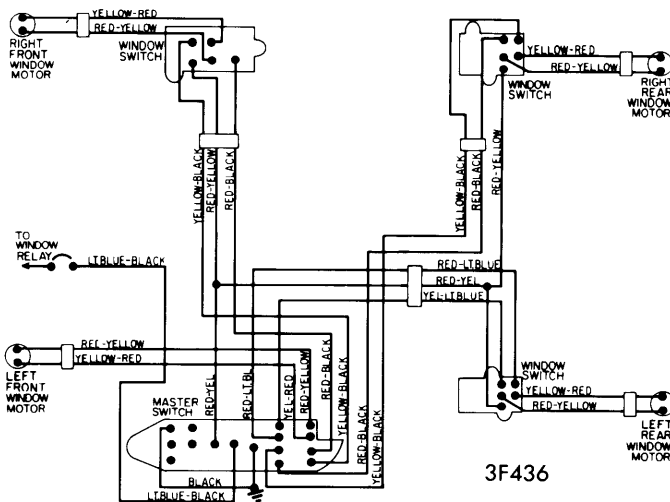 YELLOW-RED
RED-YELLOW
RIGHT
FRONT
WINDOW
MOTOR
WINDOW
SWITCH
YELLOW-RED
RED-YELLOW
WINDOW
SWITCH
RIGHT
REAR
WINDOW
MOTOR
YELLOW-BLACK
RED-YELLOW
RED-BLACK
YELLOW-BLACK
RED-BLACK
RED-YELLOW
TO
WINDOW
RELAY
LT.BLUE-BLACK
RED-LT.BLUE
RED-YEL
YEL-LT.BLUE
REC-YELLOW
YELLOW-RED
LEFT
FRONT
WINDOW
MOTOR
MASTER
SWITCH
RED-YEL
RED-LT.BL
YEL-RED
RED-YELLOW
RED-BLACK
YELLOW-BLACK
RED-BLACK
YELLOW-BLACK
WINDOW
SWITCH
YELLOW-RED
RED-YELLOW
LEFT
REAR
WINDOW
MOTOR
BLACK
LT.BLUE-BLACK
3F436